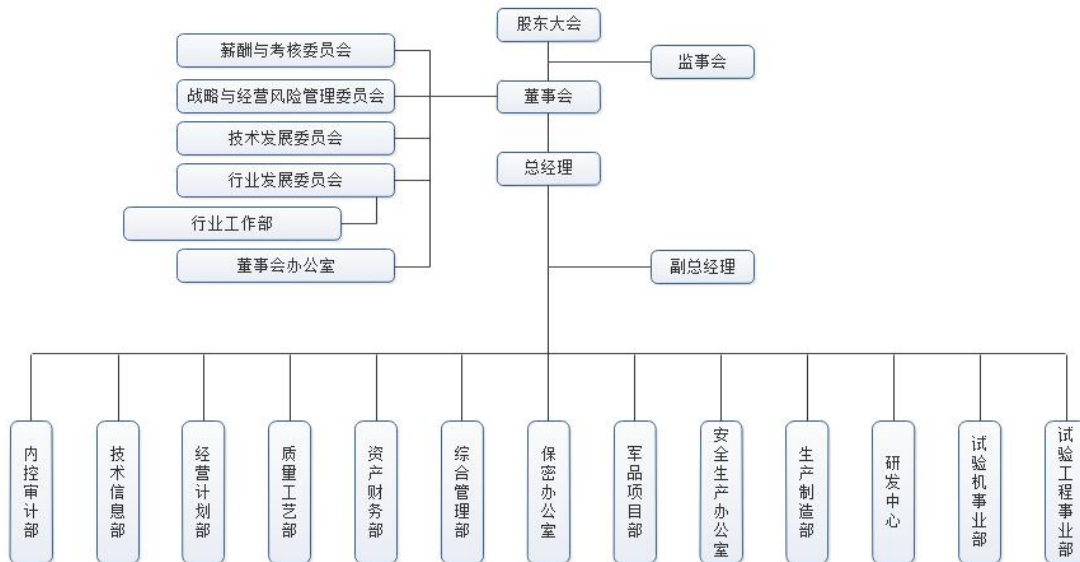 股东大会
薪酬与考核委员会
监事会
战略与经营风险管理委员会
董事会
技术发展委员会
总经理
行业发展委员会
行业工作部
董事会办公室
副总经理
内控审计部
技术信息部
经营计划部
质量工艺部
资产财务部
综合管理部
保密办公室
军品项目部
安全生产办公室
生产制造部
研发中心
试验机事业部
试验工程事业部